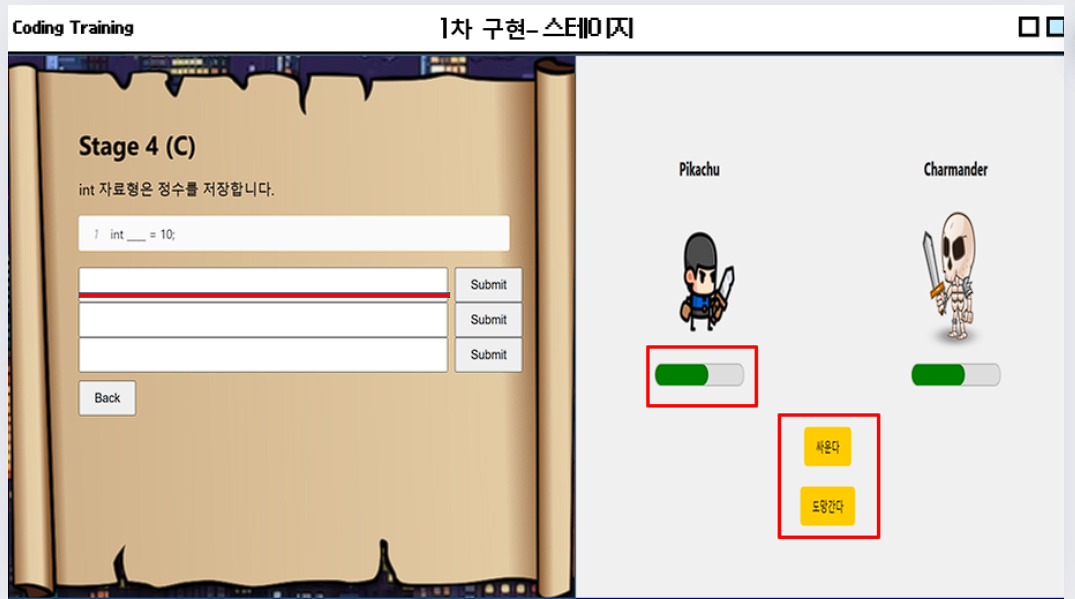 Coding Training
1차 구현- 스테이지
Stage 4 (C)
int 자료형은 정수를 저장합니다.
1 int ___ = 10;
Submit
Submit
Submit
Back
Pikachu
Charmander
싸운다
도망간다